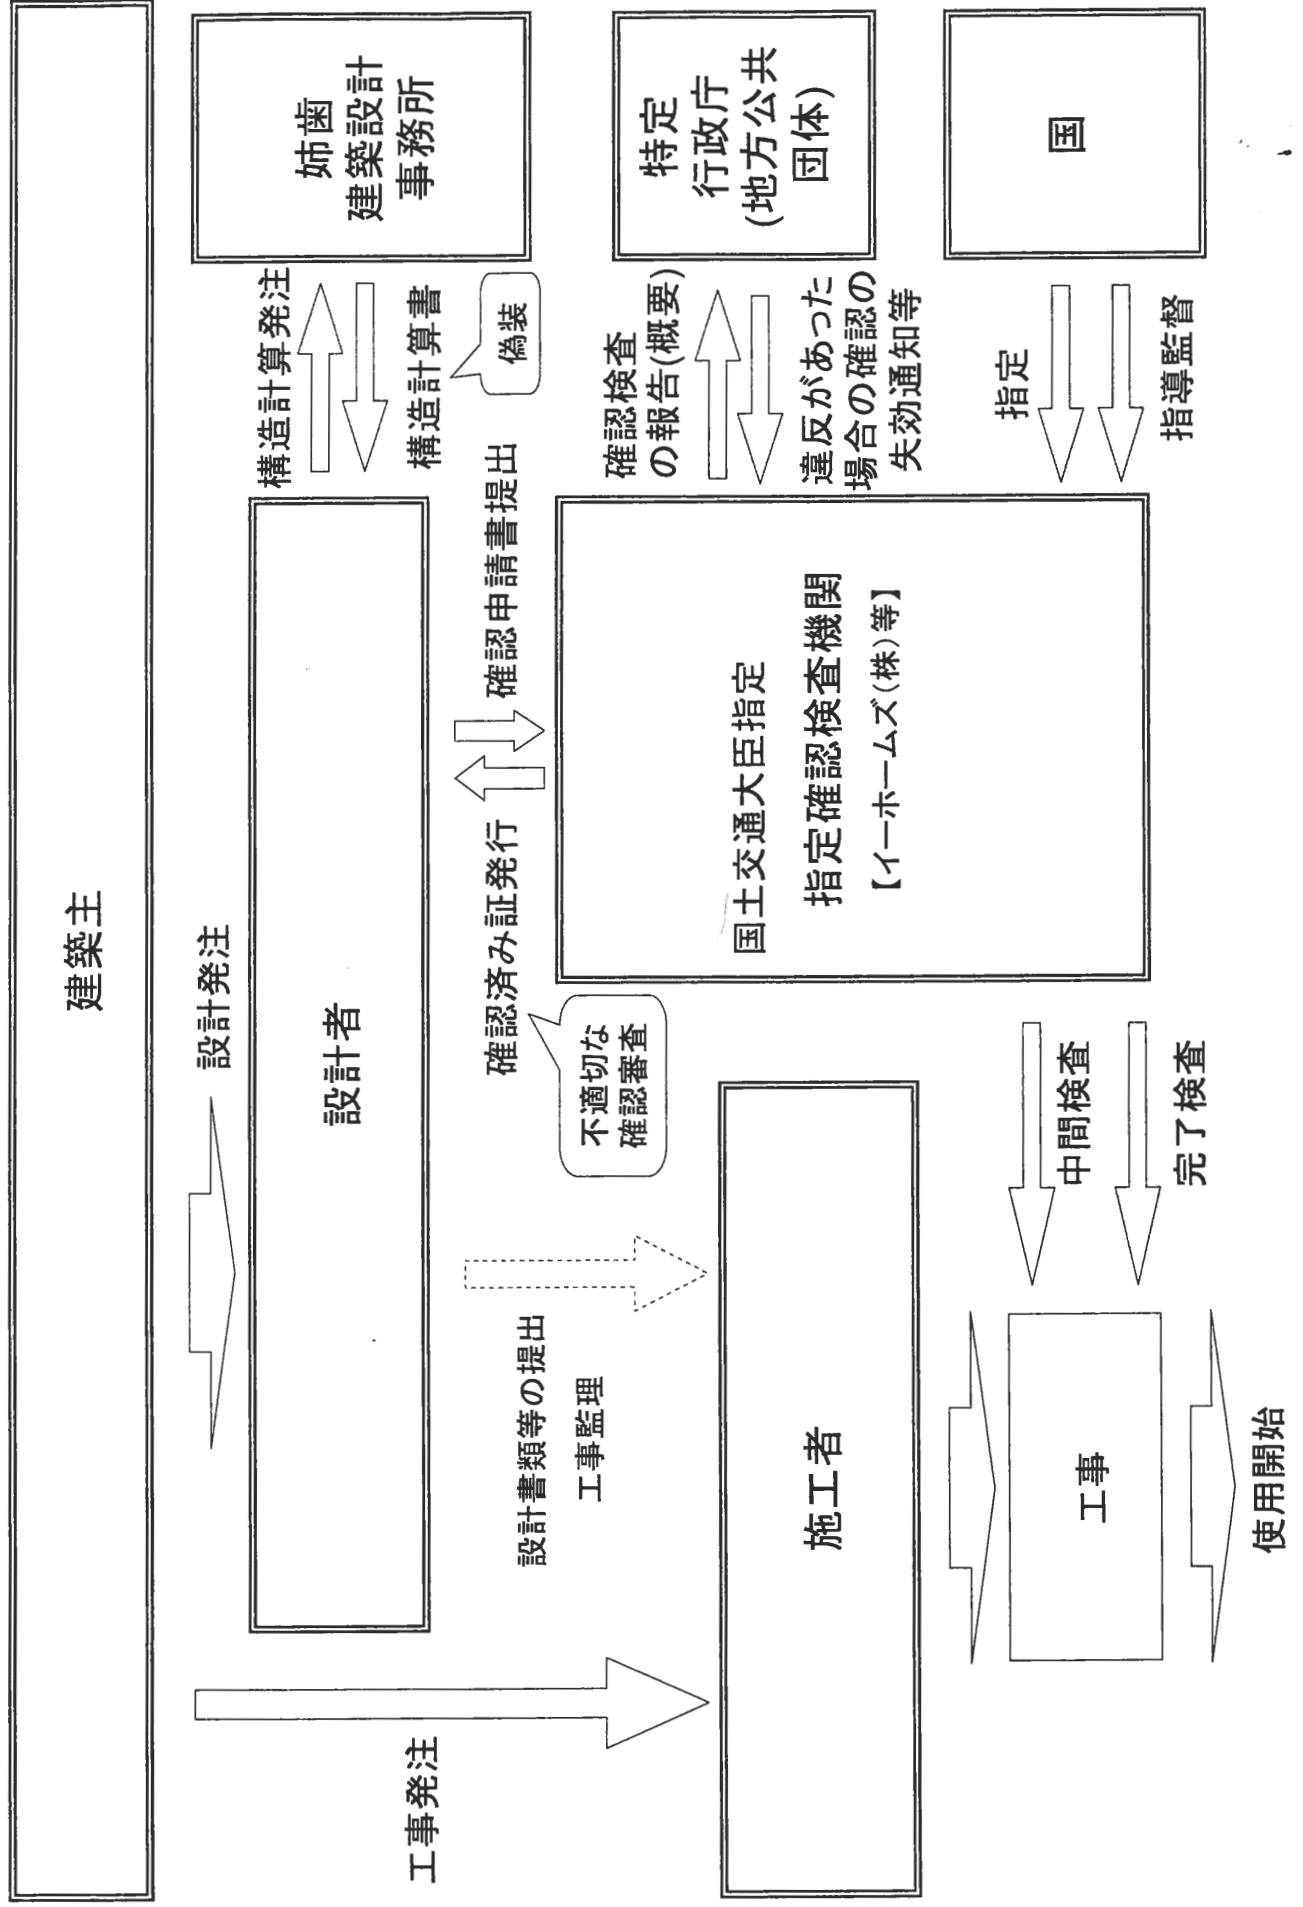 建築主
設計発注
設計者
構造計算発注
構造計算書
偽装
姉歯
建築設計
事務所
工事発注
設計書類等の提出
工事監理
確認済み証発行
不適切な
確認審査
確認申請書提出
国土交通大臣指定
指定確認検査機関
【イーホームズ(株)等】
確認検査
の報告(概要)
違反があった
場合の確認の
失効通知等
特定
行政庁
(地方公共
団体)
指定
指導監督
国
施工者
中間検査
完了検査
工事
使用開始